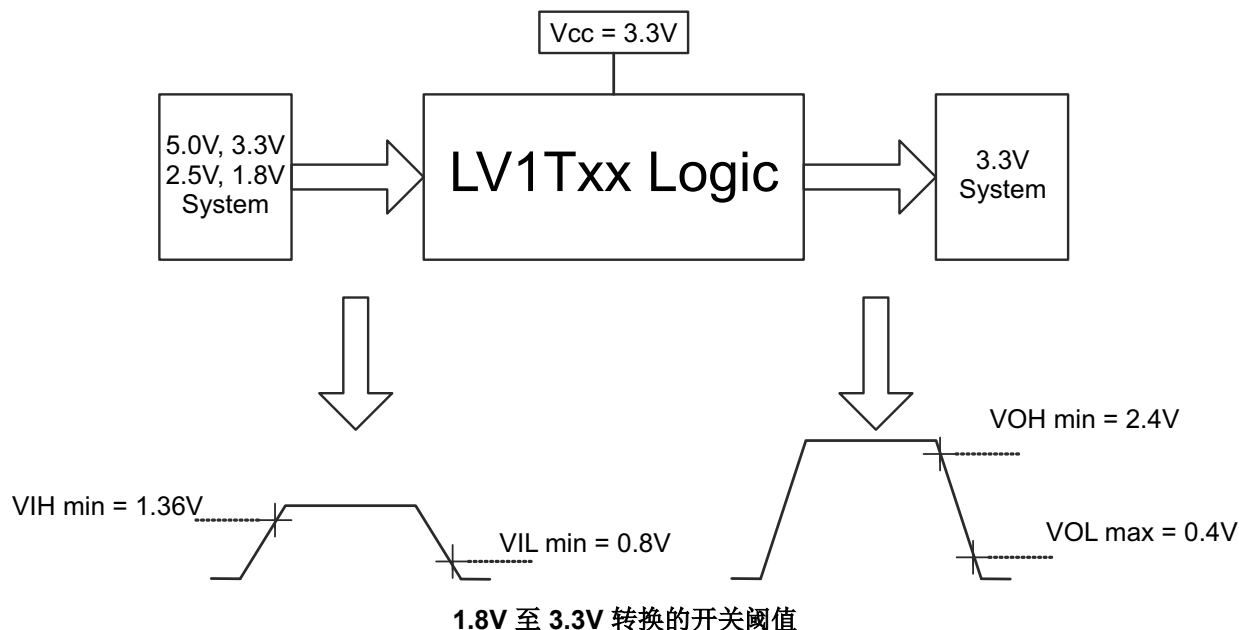 Vcc = 3.3V
5.0V, 3.3V
2.5V, 1.8V
System
LV1Txx Logic
3.3V
System
VIH min = 1.36V
VIL min = 0.8V
VOH min = 2.4V
VOL max = 0.4V
1.8V 至 3.3V 转换的开关阈值